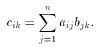 $c_{ik} = \sum_{j=1}^{n} a_{ij} b_{jk}.$